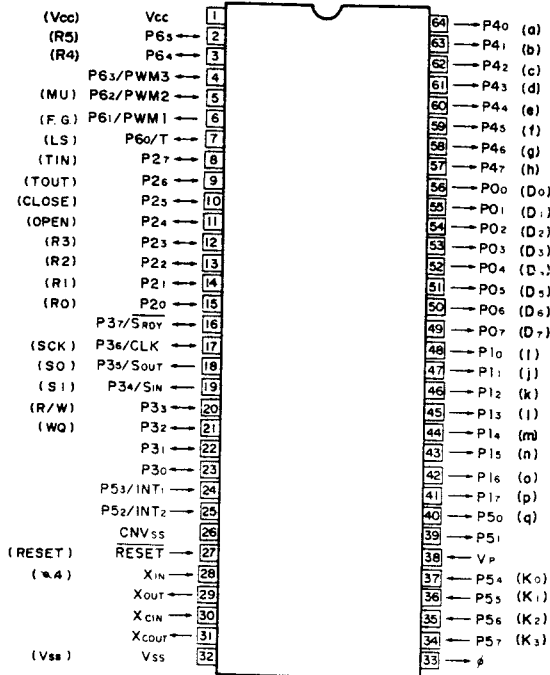 (Vcc) Vcc 1
(R5) P6₅ 2
(R4) P6₄ 3
P6₃/PWM3 4
(MU) P6₂/PWM2 5
(F.G) P6₁/PWM1 6
(LS) P6₀/T 7
(TIN) P2₇ 8
(TOUT) P2₆ 9
(CLOSE) P2₅ 10
(OPEN) P2₄ 11
(R3) P2₃ 12
(R2) P2₂ 13
(R1) P2₁ 14
(R0) P2₀ 15
P3₇/SRDY 16
(SCK) P3₆/CLK 17
(SO) P3₅/SOUT 18
(SI) P3₄/SIN 19
(R/W) P3₃ 20
(WQ) P3₂ 21
P3₁ 22
P3₀ 23
P5₃/INT₁ 24
P5₂/INT₂ 25
CNVSS 26
(RESET) RESET 27
XIN 28
XOUT 29
XCIN 30
XCOUT 31
(Vss) VSS 32
64 P4₀ (a)
63 P4₁ (b)
62 P4₂ (c)
61 P4₃ (d)
60 P4₄ (e)
59 P4₅ (f)
58 P4₆ (g)
57 P4₇ (h)
56 P0₀ (D₀)
55 P0₁ (D₁)
54 P0₂ (D₂)
53 P0₃ (D₃)
52 P0₄
51 P0₅ (D₅)
50 P0₆ (D₆)
49 P0₇ (D₇)
48 P1₀ (I)
47 P1₁ (j)
46 P1₂ (k)
45 P1₃ (l)
44 P1₄ (m)
43 P1₅ (n)
42 P1₆ (o)
41 P1₇ (p)
40 P5₀ (q)
39 P5₁
38 VP
37 P5₄ (K₀)
36 P5₅ (K₁)
35 P5₆ (K₂)
34 P5₇ (K₃)
33 ø